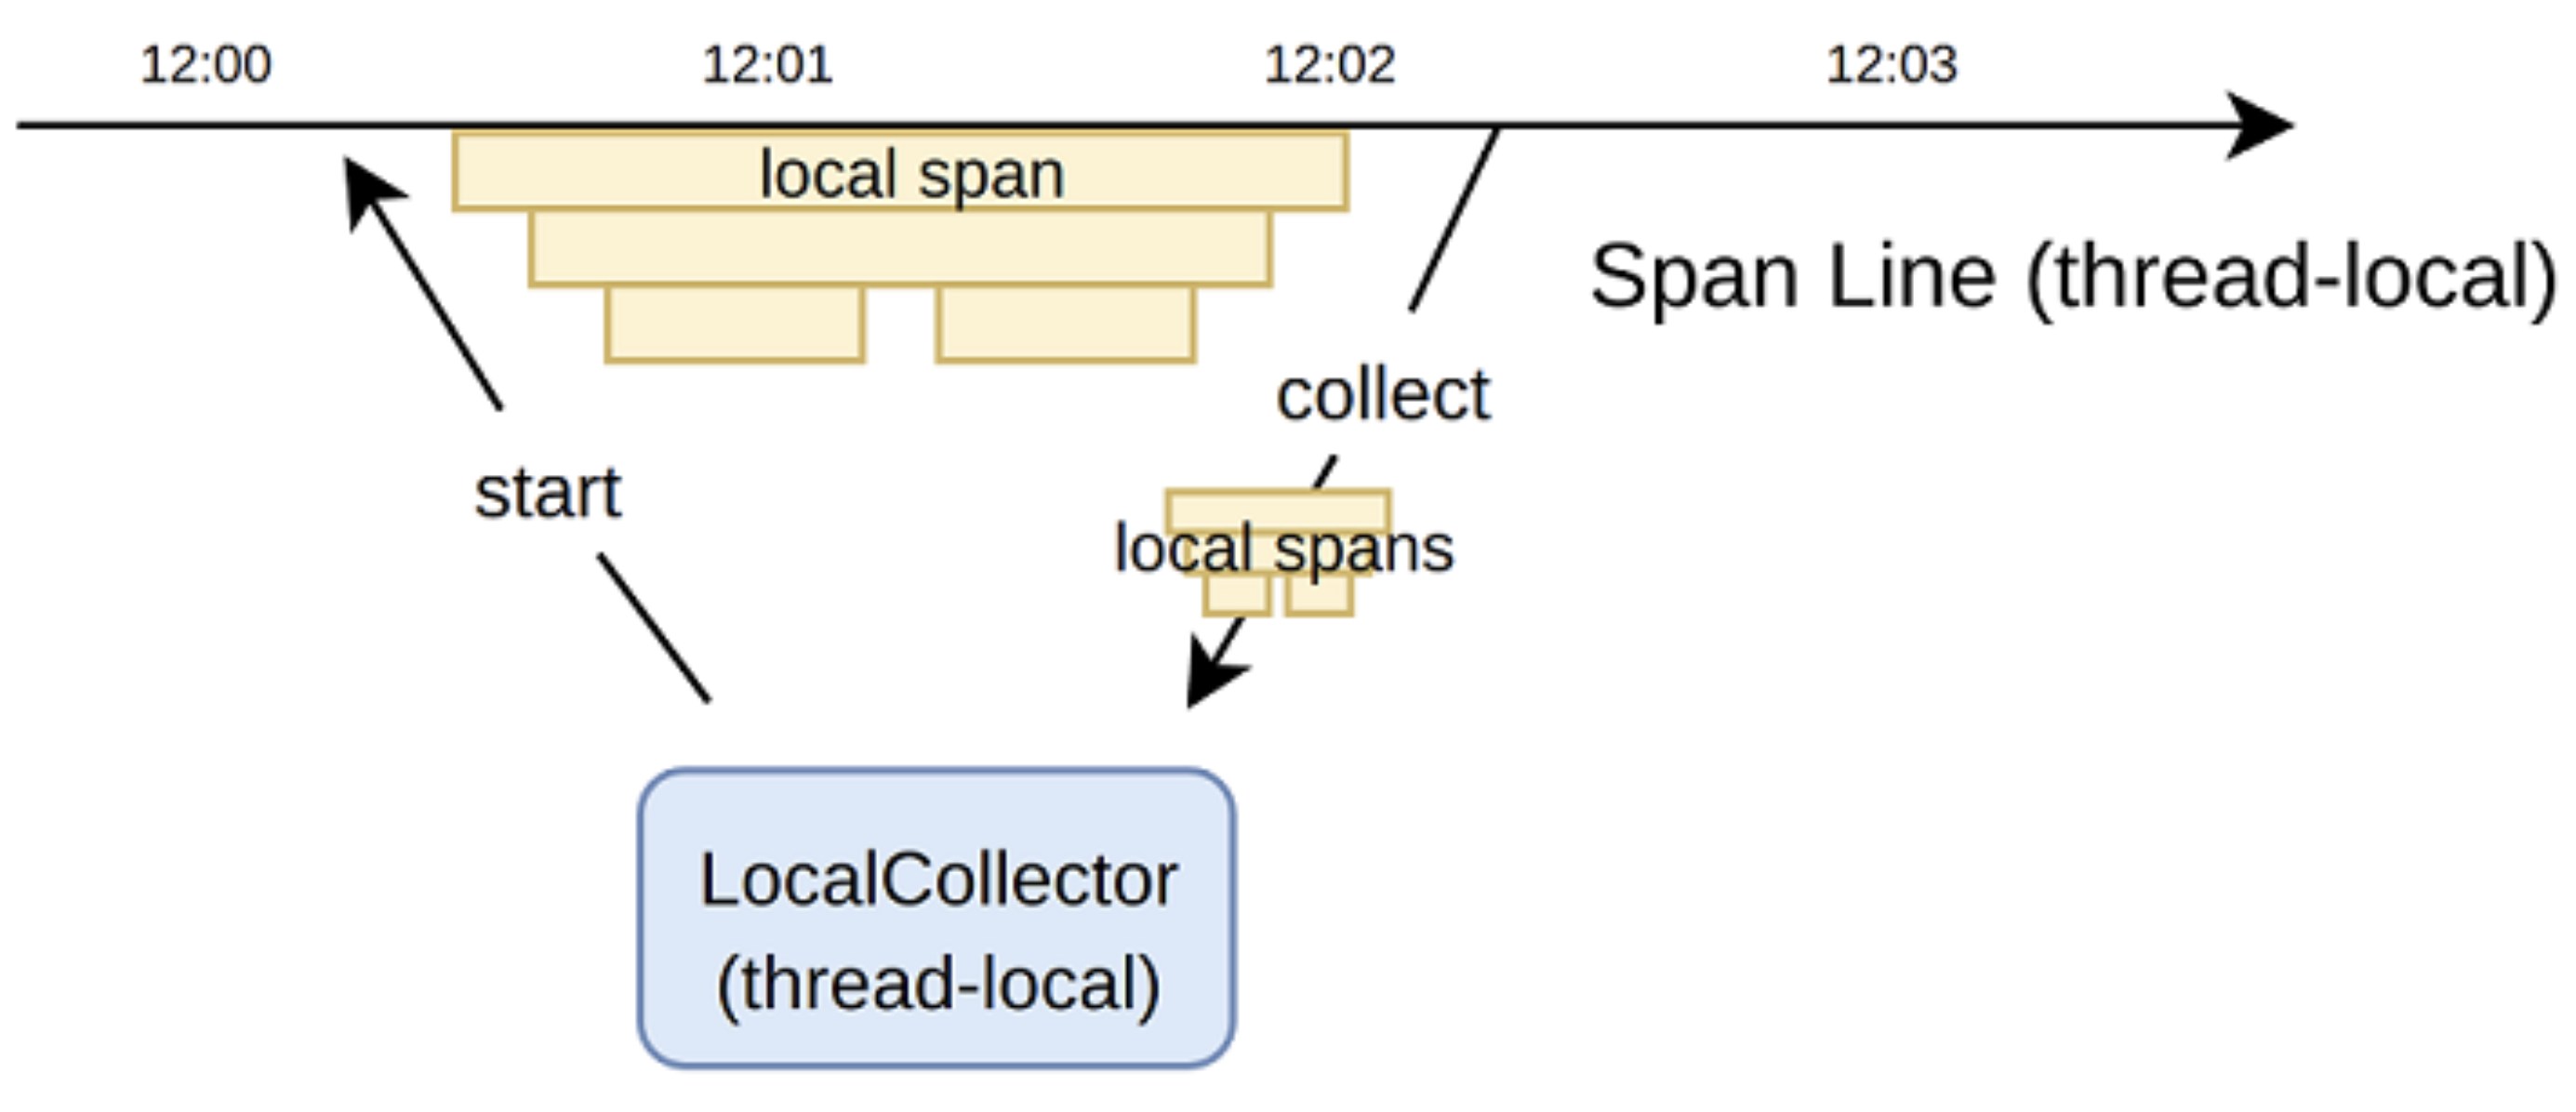 12:00 12:01 12:02 12:03
local span
Span Line (thread-local)
collect
start
local spans
LocalCollector
(thread-local)